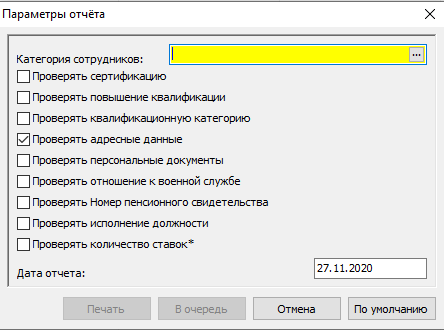 Параметры отчёта
Категория сотрудников:
...
Проверять сертификацию
Проверять повышение квалификации
Проверять квалификационную категорию
Проверять адресные данные
Проверять персональные документы
Проверять отношение к военной службе
Проверять Номер пенсионного свидетельства
Проверять исполнение должности
Проверять количество ставок*
Дата отчета: 27.11.2020
Печать В очередь Отмена По умолчанию